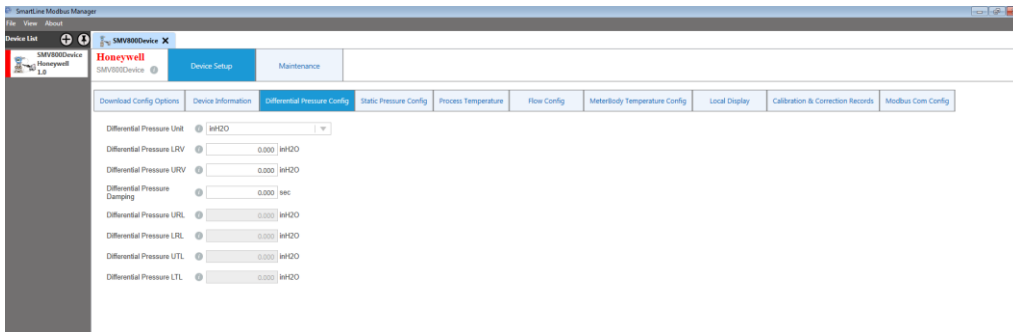 SmartLine Modbus Manager
File View About
Device List
SMV800Device X
SMV800Device
Honeywell
1.0
Honeywell
SMV800Device
Device Setup
Maintenance
Download Config Options
Device Information
Differential Pressure Config
Static Pressure Config
Process Temperature
Flow Config
MeterBody Temperature Config
Local Display
Calibration & Correction Records
Modbus Com Config
Differential Pressure Unit inH2O
Differential Pressure LRV 0.000 inH2O
Differential Pressure URV 0.000 inH2O
Differential Pressure
Damping 0.000 sec
Differential Pressure URL 0.000 inH2O
Differential Pressure LRL 0.000 inH2O
Differential Pressure UTL 0.000 inH2O
Differential Pressure LTL 0.000 inH2O